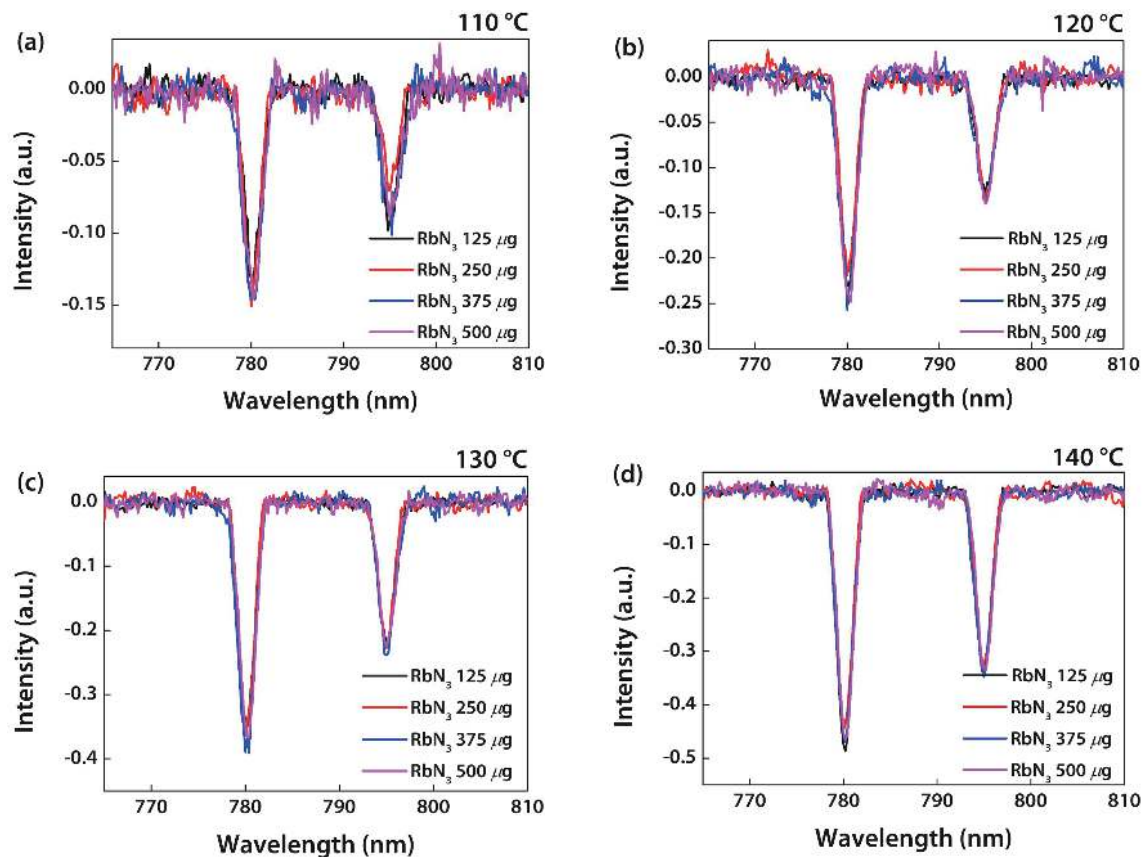 (a)
110 °C
0.00
-0.05
-0.10
-0.15
Intensity (a.u.)
RbN₃ 125 µg
RbN₃ 250 µg
RbN₃ 375 µg
RbN₃ 500 µg
770 780 790 800 810
Wavelength (nm)
(b)
120 °C
0.00
-0.05
-0.10
-0.15
-0.20
-0.25
-0.30
Intensity (a.u.)
RbN₃ 125 µg
RbN₃ 250 µg
RbN₃ 375 µg
RbN₃ 500 µg
770 780 790 800 810
Wavelength (nm)
(c)
130 °C
0.0
-0.1
-0.2
-0.3
-0.4
Intensity (a.u.)
RbN₃ 125 µg
RbN₃ 250 µg
RbN₃ 375 µg
RbN₃ 500 µg
770 780 790 800 810
Wavelength (nm)
(d)
140 °C
0.0
-0.1
-0.2
-0.3
-0.4
-0.5
Intensity (a.u.)
RbN₃ 125 µg
RbN₃ 250 µg
RbN₃ 375 µg
RbN₃ 500 µg
770 780 790 800 810
Wavelength (nm)